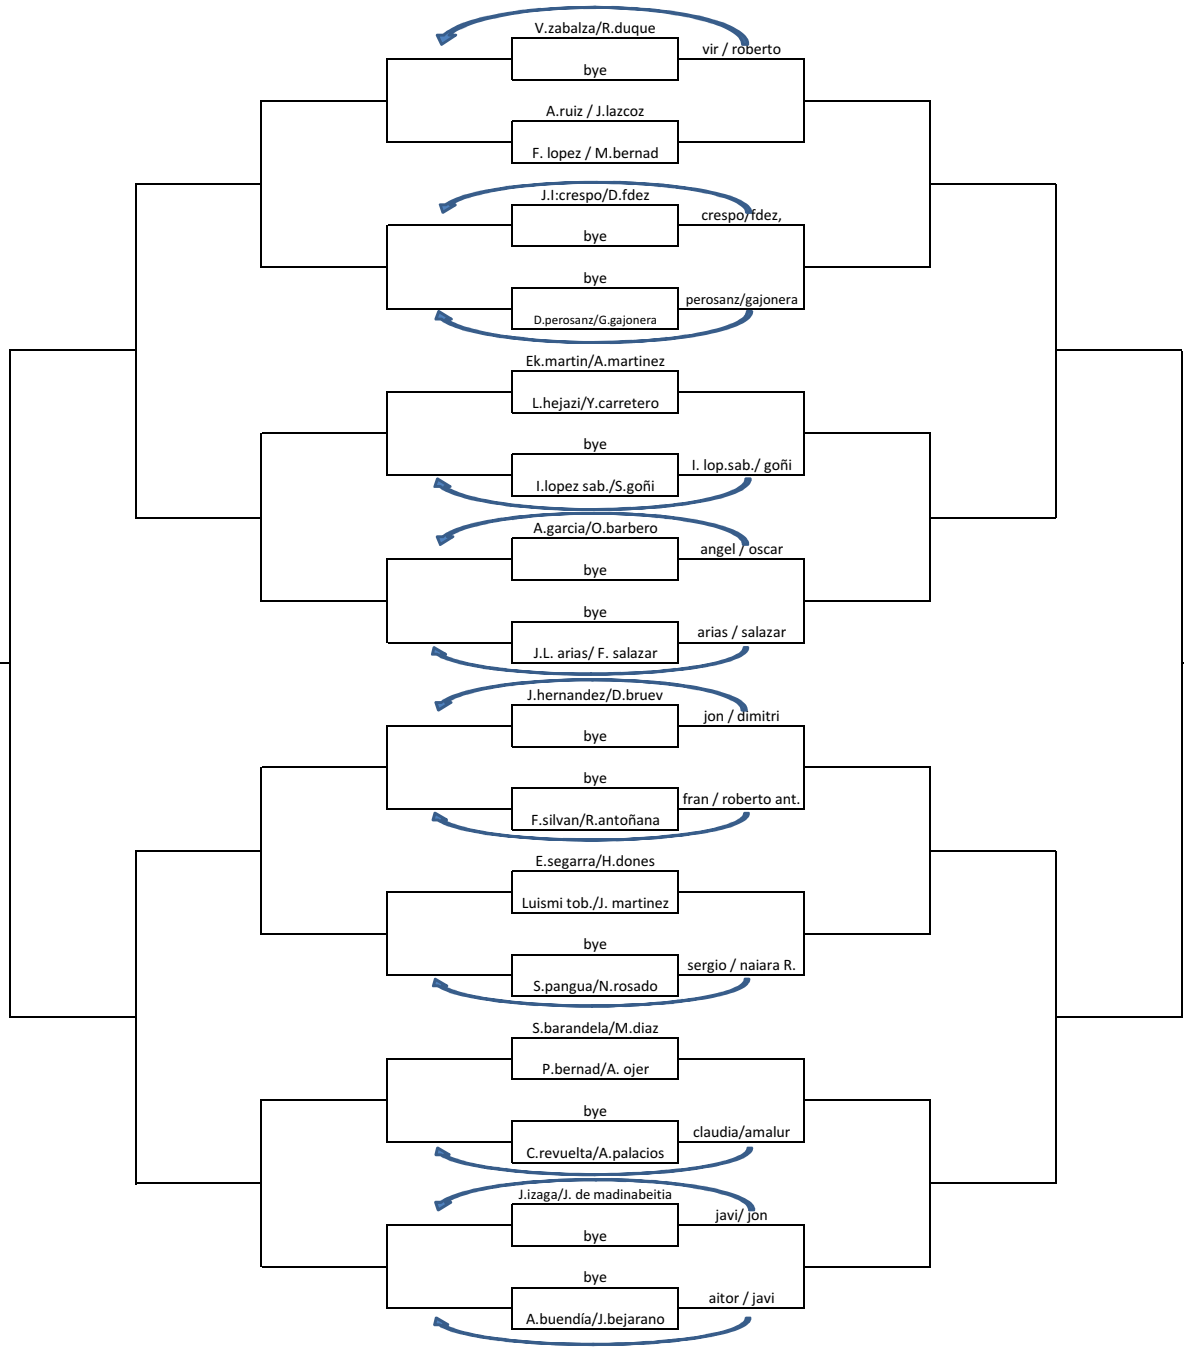 V.zabalza/R.duque
vir / roberto
bye
A.ruiz / J.lazcoz
F. lopez / M.bernad
J.I:crespo/D.fdez
crespo/fdez,
bye
bye
perosanz/gajonera
D.perosanz/G.gajonera
Ek.martin/A.martinez
L.hejazi/Y.carretero
bye
I. lop.sab./ goñi
I.lopez sab./S.goñi
A.garcia/O.barbero
angel / oscar
bye
bye
arias / salazar
J.L. arias/ F. salazar
J.hernandez/D.bruev
jon / dimitri
bye
bye
fran / roberto ant.
F.silvan/R.antoñana
E.segarra/H.dones
Luismi tob./J. martinez
bye
sergio / naiara R.
S.pangua/N.rosado
S.barandela/M.diaz
P.bernad/A. ojer
bye
claudia/amalur
C.revuelta/A.palacios
J.izaga/J. de madinabeitia
javi/ jon
bye
bye
aitor / javi
A.buendía/J.bejarano